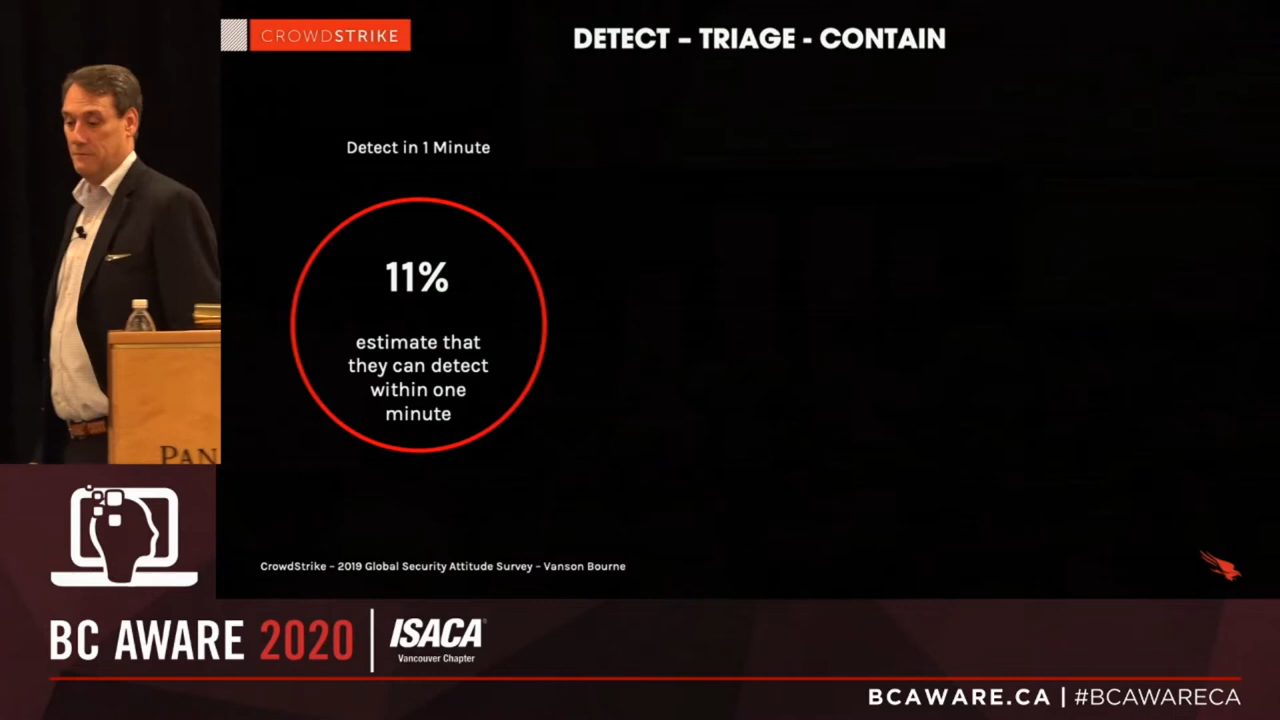 CROWDSTRIKE
DETECT – TRIAGE - CONTAIN
Detect in 1 Minute
11%
estimate that
they can detect
within one
minute
PAN
CrowdStrike – 2019 Global Security Attitude Survey – Vanson Bourne
BC AWARE 2020
ISACA®
Vancouver Chapter
BCAWARE.CA | #BCAWARECA